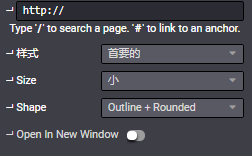 http://
Type '/' to search a page. '#' to link to an anchor.
样式 首要的
Size 小
Shape Outline + Rounded
Open In New Window